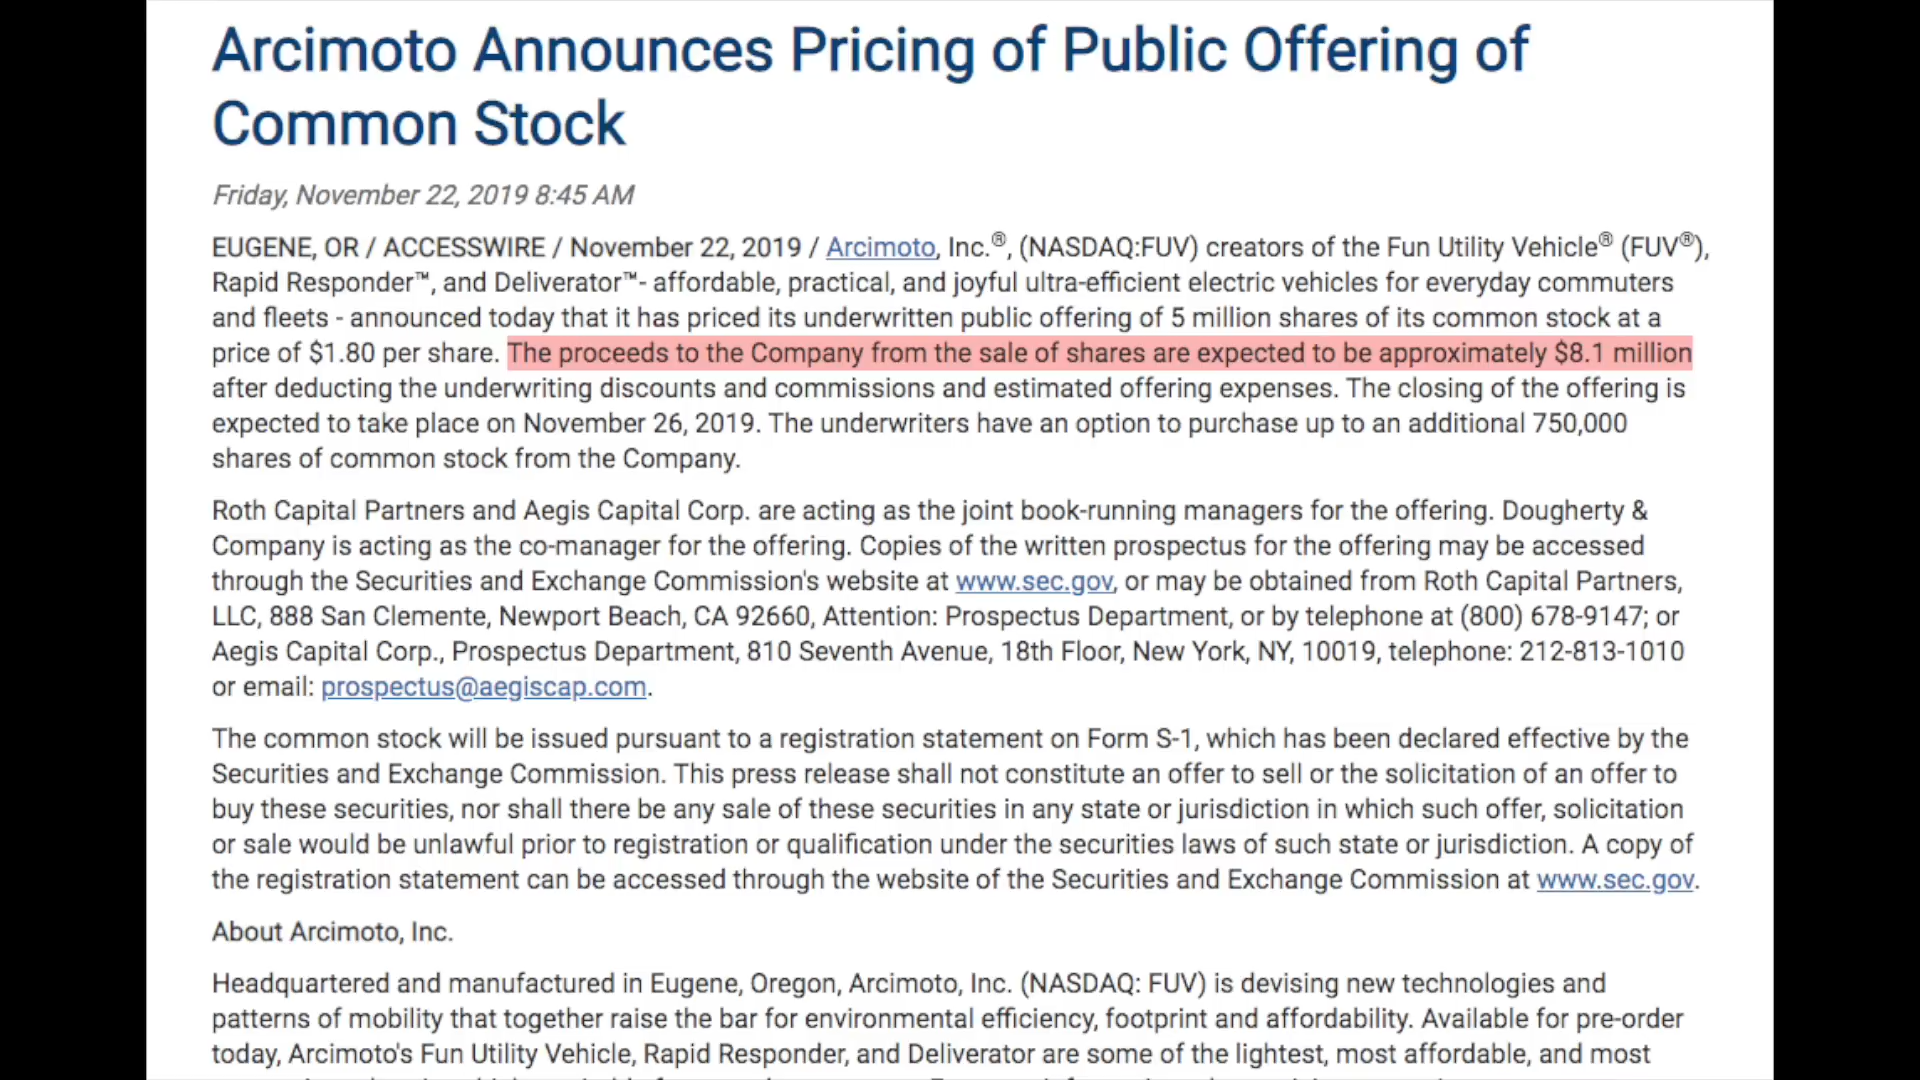 Arcimoto Announces Pricing of Public Offering of
Common Stock
Friday, November 22, 2019 8:45 AM
EUGENE, OR / ACCESSWIRE / November 22, 2019 / Arcimoto, Inc.®, (NASDAQ:FUV) creators of the Fun Utility Vehicle® (FUV®),
Rapid Responder™, and Deliverator™- affordable, practical, and joyful ultra-efficient electric vehicles for everyday commuters
and fleets - announced today that it has priced its underwritten public offering of 5 million shares of its common stock at a
price of $1.80 per share. The proceeds to the Company from the sale of shares are expected to be approximately $8.1 million
after deducting the underwriting discounts and commissions and estimated offering expenses. The closing of the offering is
expected to take place on November 26, 2019. The underwriters have an option to purchase up to an additional 750,000
shares of common stock from the Company.
Roth Capital Partners and Aegis Capital Corp. are acting as the joint book-running managers for the offering. Dougherty &
Company is acting as the co-manager for the offering. Copies of the written prospectus for the offering may be accessed
through the Securities and Exchange Commission's website at www.sec.gov, or may be obtained from Roth Capital Partners,
LLC, 888 San Clemente, Newport Beach, CA 92660, Attention: Prospectus Department, or by telephone at (800) 678-9147; or
Aegis Capital Corp., Prospectus Department, 810 Seventh Avenue, 18th Floor, New York, NY, 10019, telephone: 212-813-1010
or email: prospectus@aegiscap.com.
The common stock will be issued pursuant to a registration statement on Form S-1, which has been declared effective by the
Securities and Exchange Commission. This press release shall not constitute an offer to sell or the solicitation of an offer to
buy these securities, nor shall there be any sale of these securities in any state or jurisdiction in which such offer, solicitation
or sale would be unlawful prior to registration or qualification under the securities laws of such state or jurisdiction. A copy of
the registration statement can be accessed through the website of the Securities and Exchange Commission at www.sec.gov.
About Arcimoto, Inc.
Headquartered and manufactured in Eugene, Oregon, Arcimoto, Inc. (NASDAQ: FUV) is devising new technologies and
patterns of mobility that together raise the bar for environmental efficiency, footprint and affordability. Available for pre-order
today, Arcimoto's Fun Utility Vehicle, Rapid Responder, and Deliverator are some of the lightest, most affordable, and most